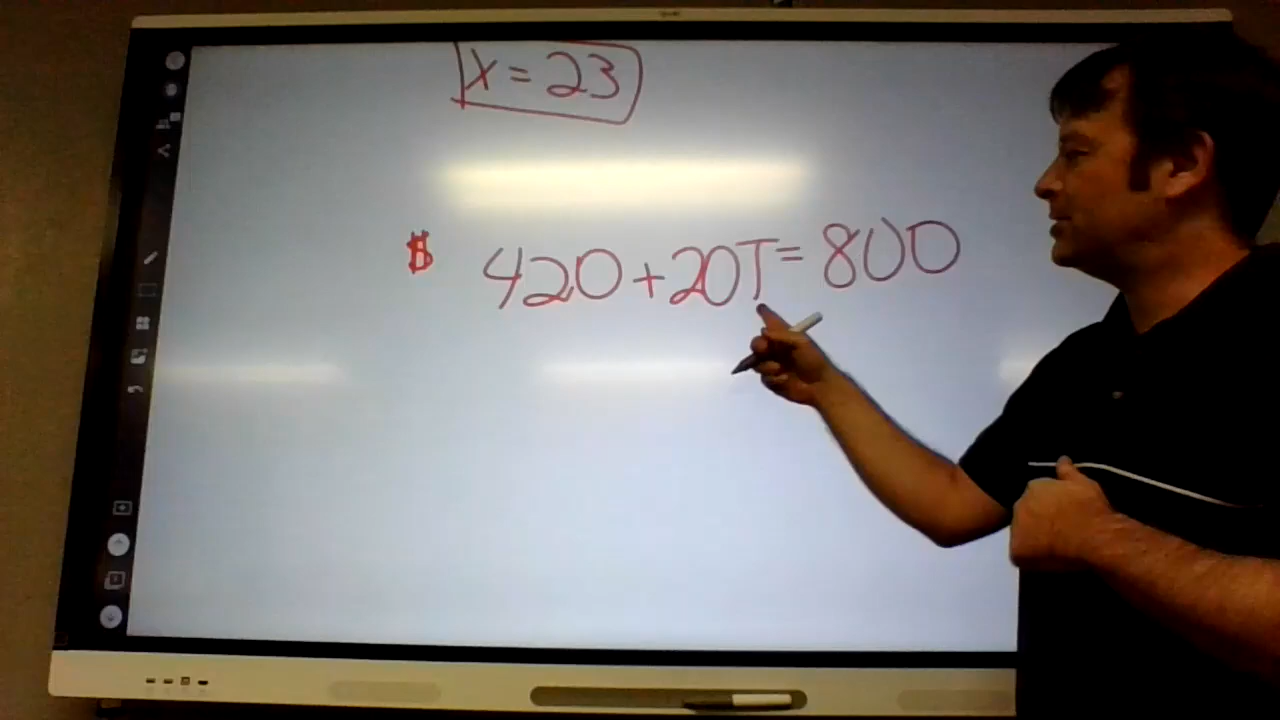 x = 23
$ 420 + 20T = 800